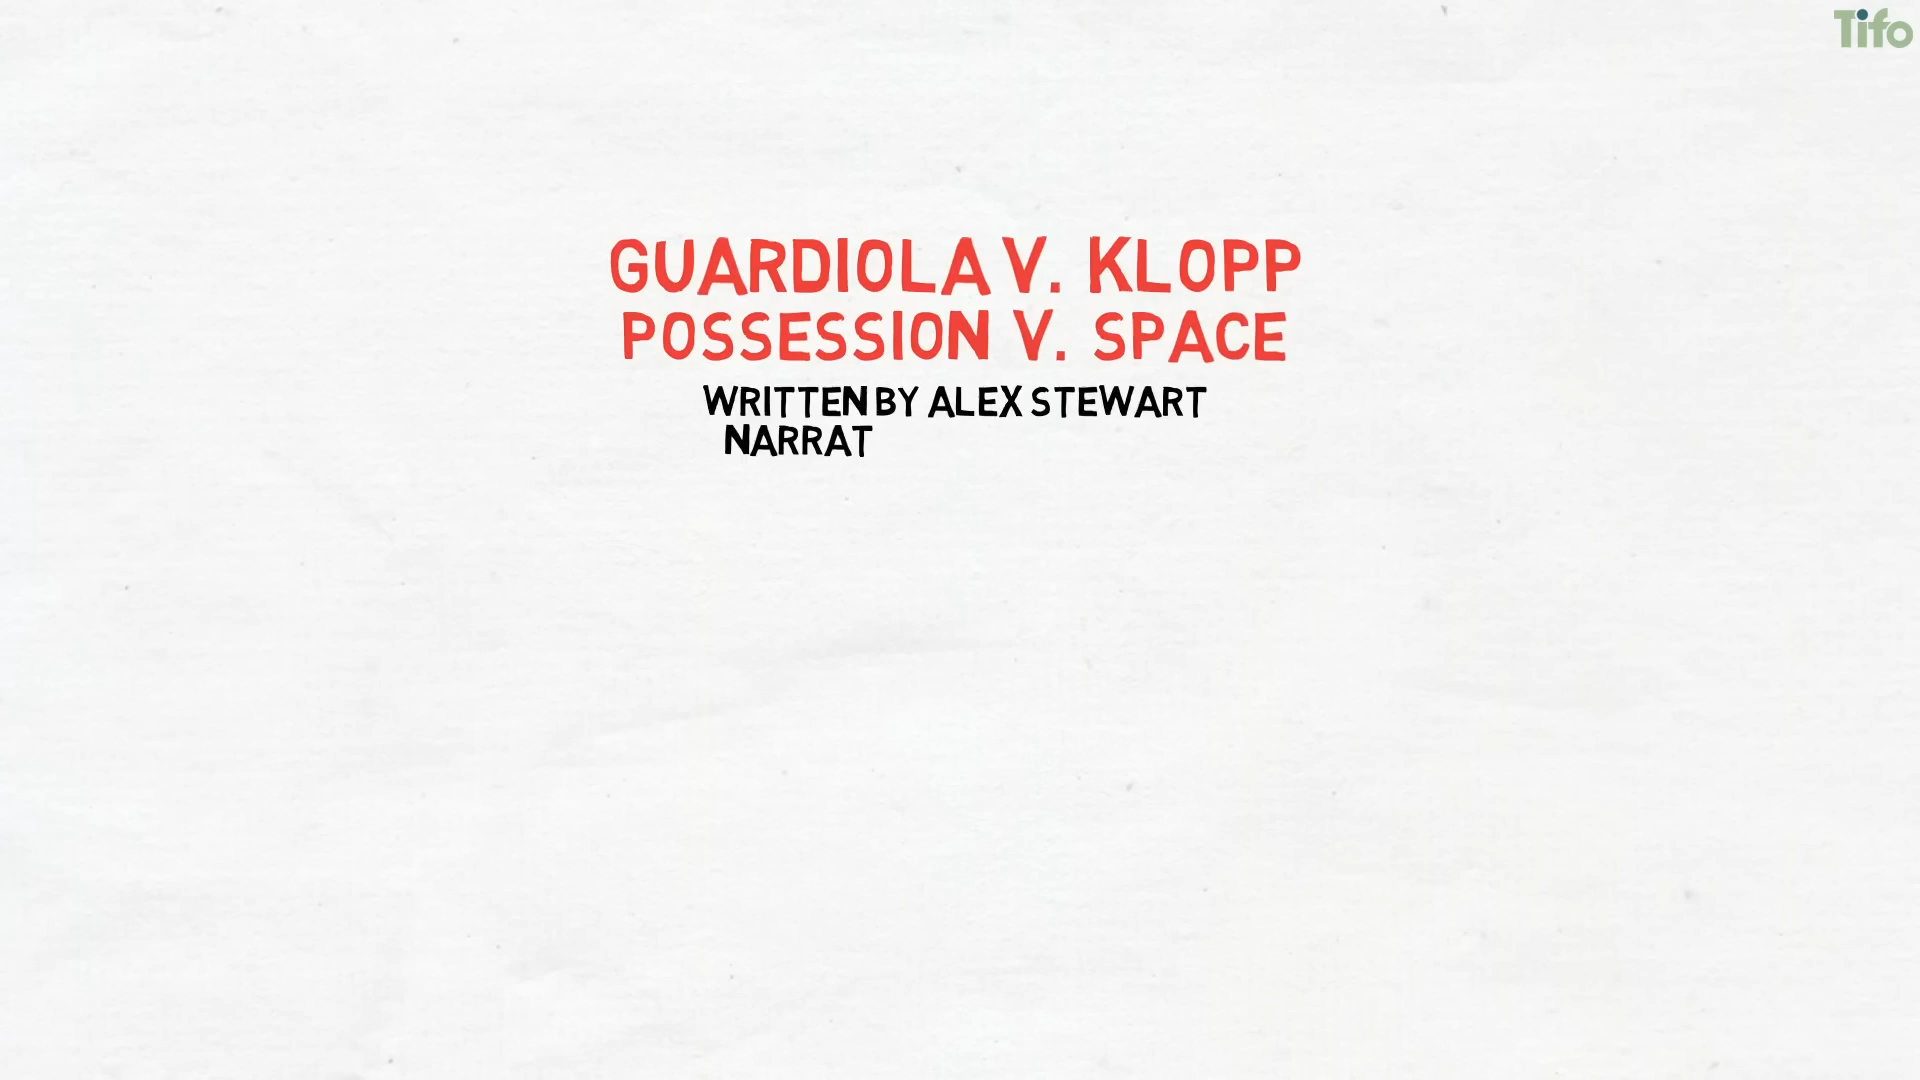 Tifo
GUARDIOLA V. KLOPP
POSSESSION V. SPACE
WRITTEN BY ALEX STEWART
NARRAT